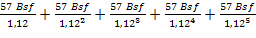 57 Bsf/1,12 + 57 Bsf/1,12² + 57 Bsf/1,12³ + 57 Bsf/1,12⁴ + 57 Bsf/1,12⁵